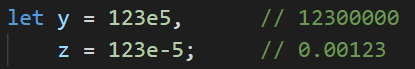 let y = 123e5,      // 12300000
    z = 123e-5;     // 0.00123